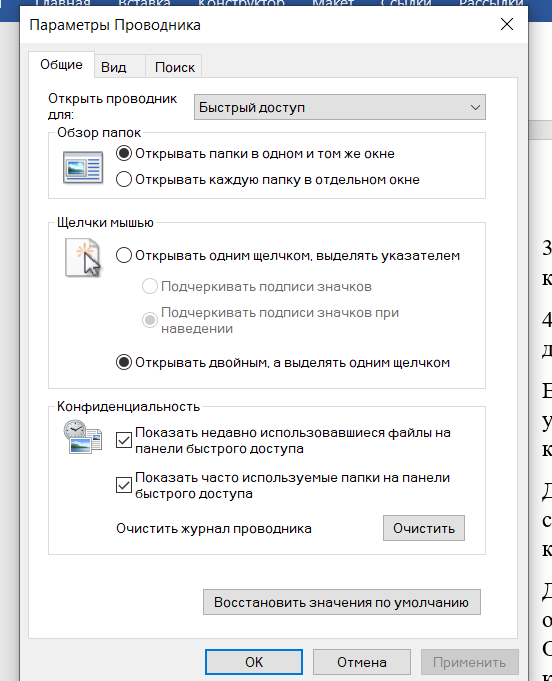 Главная Вставка Конструктор Макет Ссылки Рассылки
Параметры Проводника
Общие Вид Поиск
Открыть проводник
для:
Быстрый доступ
Обзор папок
Открывать папки в одном и том же окне
Открывать каждую папку в отдельном окне
Щелчки мышью
Открывать одним щелчком, выделять указателем
Подчеркивать подписи значков
Подчеркивать подписи значков при
наведении
Открывать двойным, а выделять одним щелчком
Конфиденциальность
Показать недавно использовавшиеся файлы на
панели быстрого доступа
Показать часто используемые папки на панели
быстрого доступа
Очистить журнал проводника
Очистить
Восстановить значения по умолчанию
OK
Отмена
Применить
3
к
4
д
Е
у
к
Д
с
к
Д
о